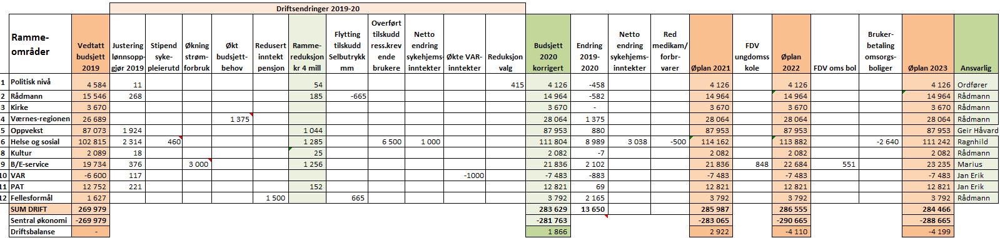 Driftsendringer 2019-20
Ramme-områder | Vedtatt budsjett 2019 | Justering lønnsopp-gjør 2019 | Stipend syke-pleierutd | Økning strøm-forbruk | Økt budsjett-behov | Redusert inntekt pensjon | Ramme-reduksjon kr 4 mill | Flytting tilskudd Selbutrykk mm | Overført tilskudd ress.krev ende brukere | Netto endring sykehjems-inntekter | Økte VAR-inntekter | Reduksjon valg | Budsjett 2020 korrigert | Endring 2019-2020 | Netto endring sykehjems-inntekter | Red medikam/ forbr-varer | Øplan 2021 | FDV ungdomss kole | Øplan 2022 | FDV oms bol | Bruker-betaling omsorgs-boliger | Øplan 2023 | Ansvarlig
1 Politisk nivå 4 584 11 54 415 4 126 -458 4 126 4 126 4 126 Ordfører
2 Rådmann 15 546 268 185 -665 14 964 -582 14 964 14 964 14 964 Rådmann
3 Kirke 3 670 3 670 - 3 670 3 670 3 670 Rådmann
4 Værnes-regionen 26 689 1 375 28 064 1 375 28 064 28 064 28 064 Rådmann
5 Oppvekst 87 073 1 924 1 044 87 953 880 87 953 87 953 87 953 Geir Håvard
6 Helse og sosial 102 815 2 314 460 1 285 6 500 1 000 111 804 8 989 3 038 -500 114 162 113 882 -2 640 111 242 Ragnhild
8 Kultur 2 089 18 25 2 082 -7 2 082 2 082 2 082 Rådmann
9 B/E-service 19 734 376 3 000 1 256 21 836 2 102 21 836 848 22 684 551 23 235 Marius
10 VAR -6 600 117 -1000 -7 483 -883 -7 483 -7 483 -7 483 Jan Erik
11 PAT 12 752 221 152 12 821 69 12 821 12 821 12 821 Jan Erik
12 Fellesformål 1 627 1 500 665 3 792 2 165 3 792 3 792 3 792 Rådmann
SUM DRIFT 269 979 283 629 13 650 285 987 286 555 284 466
Sentral økonomi -269 979 -281 763 -283 065 -290 665 -288 665
Driftsbalanse - 1 866 2 922 -4 110 -4 199